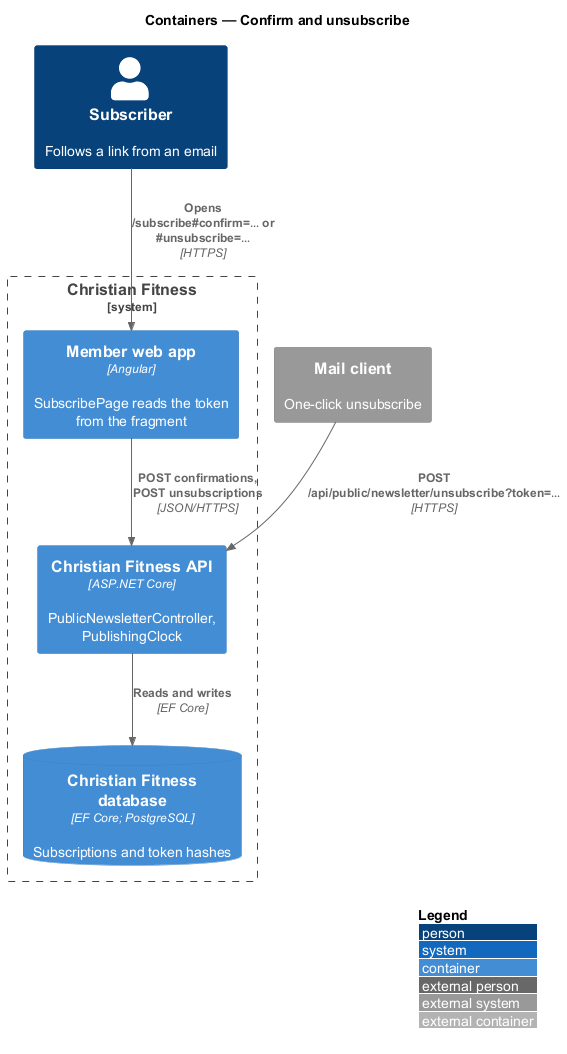 Containers — Confirm and unsubscribe
Subscriber
Follows a link from an email
Opens
/subscribe#confirm=... or
#unsubscribe=...
[HTTPS]
Christian Fitness
[system]
Member web app
[Angular]
SubscribePage reads the token
from the fragment
Mail client
One-click unsubscribe
POST confirmations,
POST unsubscriptions
[JSON/HTTPS]
POST
/api/public/newsletter/unsubscribe?token=...
[HTTPS]
Christian Fitness API
[ASP.NET Core]
PublicNewsletterController,
PublishingClock
Reads and writes
[EF Core]
Christian Fitness
database
[EF Core; PostgreSQL]
Subscriptions and token hashes
Legend
person
system
container
external person
external system
external container